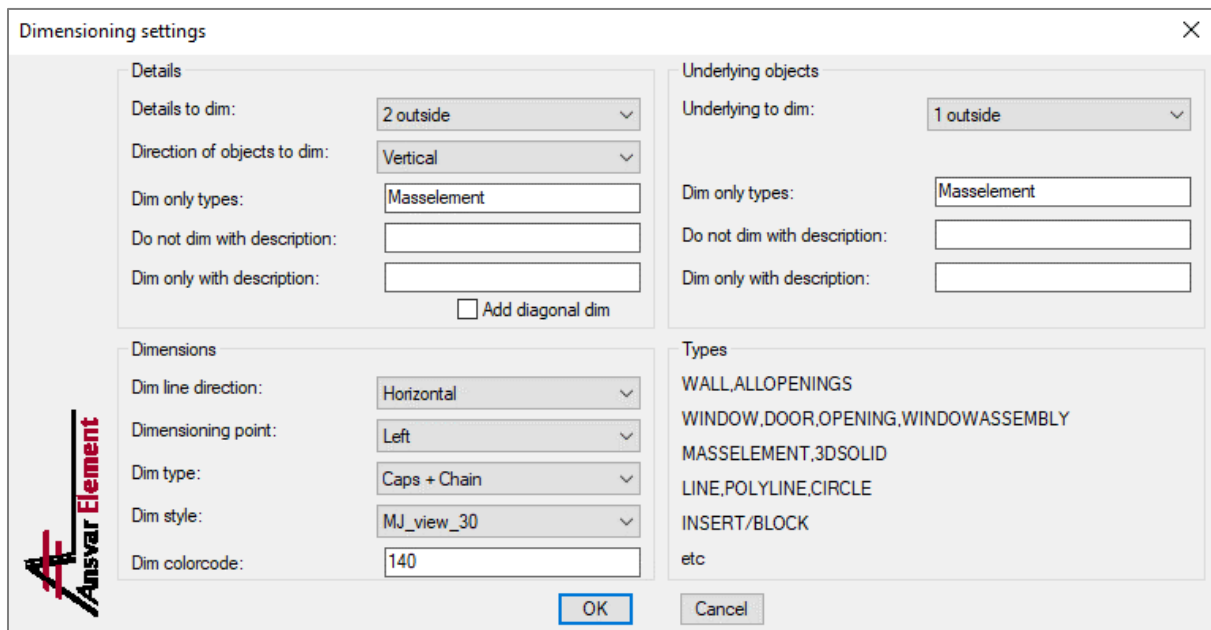 Dimensioning settings
Details
Details to dim: 2 outside
Direction of objects to dim: Vertical
Dim only types: Masselement
Do not dim with description:
Dim only with description:
Add diagonal dim
Underlying objects
Underlying to dim: 1 outside
Dim only types: Masselement
Do not dim with description:
Dim only with description:
Dimensions
Dim line direction: Horizontal
Dimensioning point: Left
Dim type: Caps + Chain
Dim style: MJ_view_30
Dim colorcode: 140
Types
WALL,ALLOPENINGS
WINDOW,DOOR,OPENING,WINDOWASSEMBLY
MASSELEMENT,3DSOLID
LINE,POLYLINE,CIRCLE
INSERT/BLOCK
etc
Ansvar Element
OK Cancel